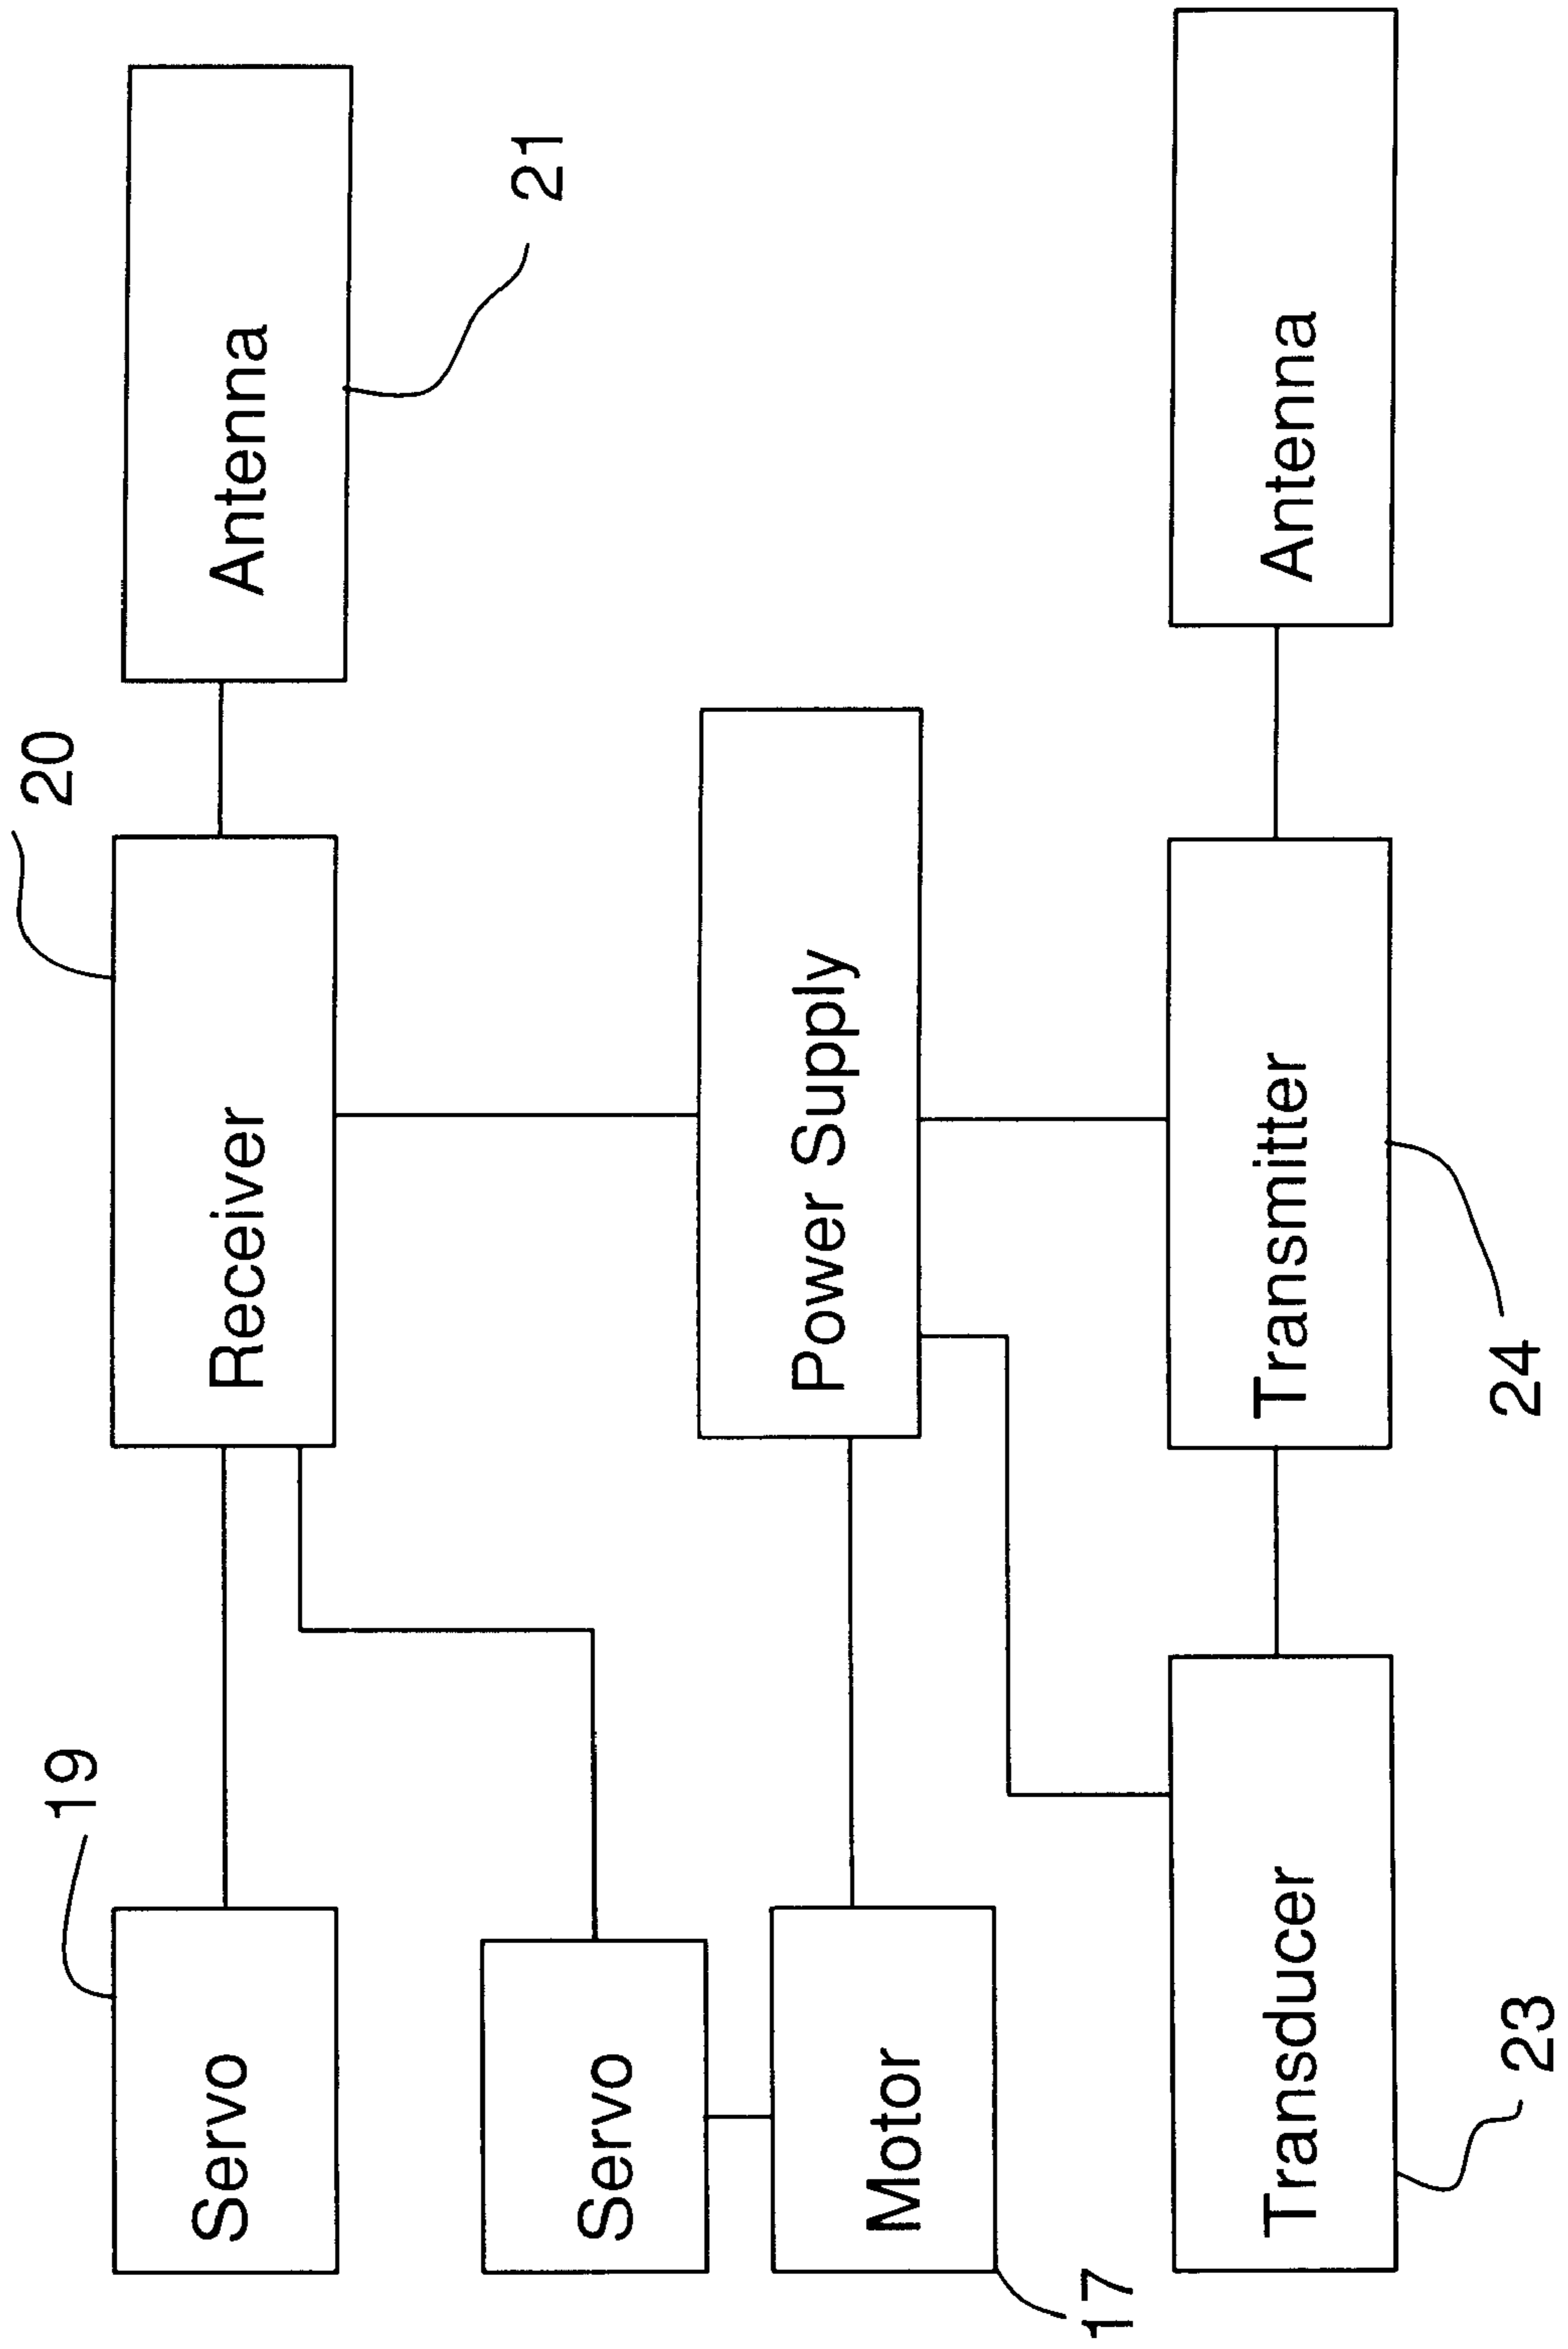 19
Servo
20
Receiver
Antenna
21
Servo
Motor
17
Power Supply
Transducer
23
Transmitter
24
Antenna